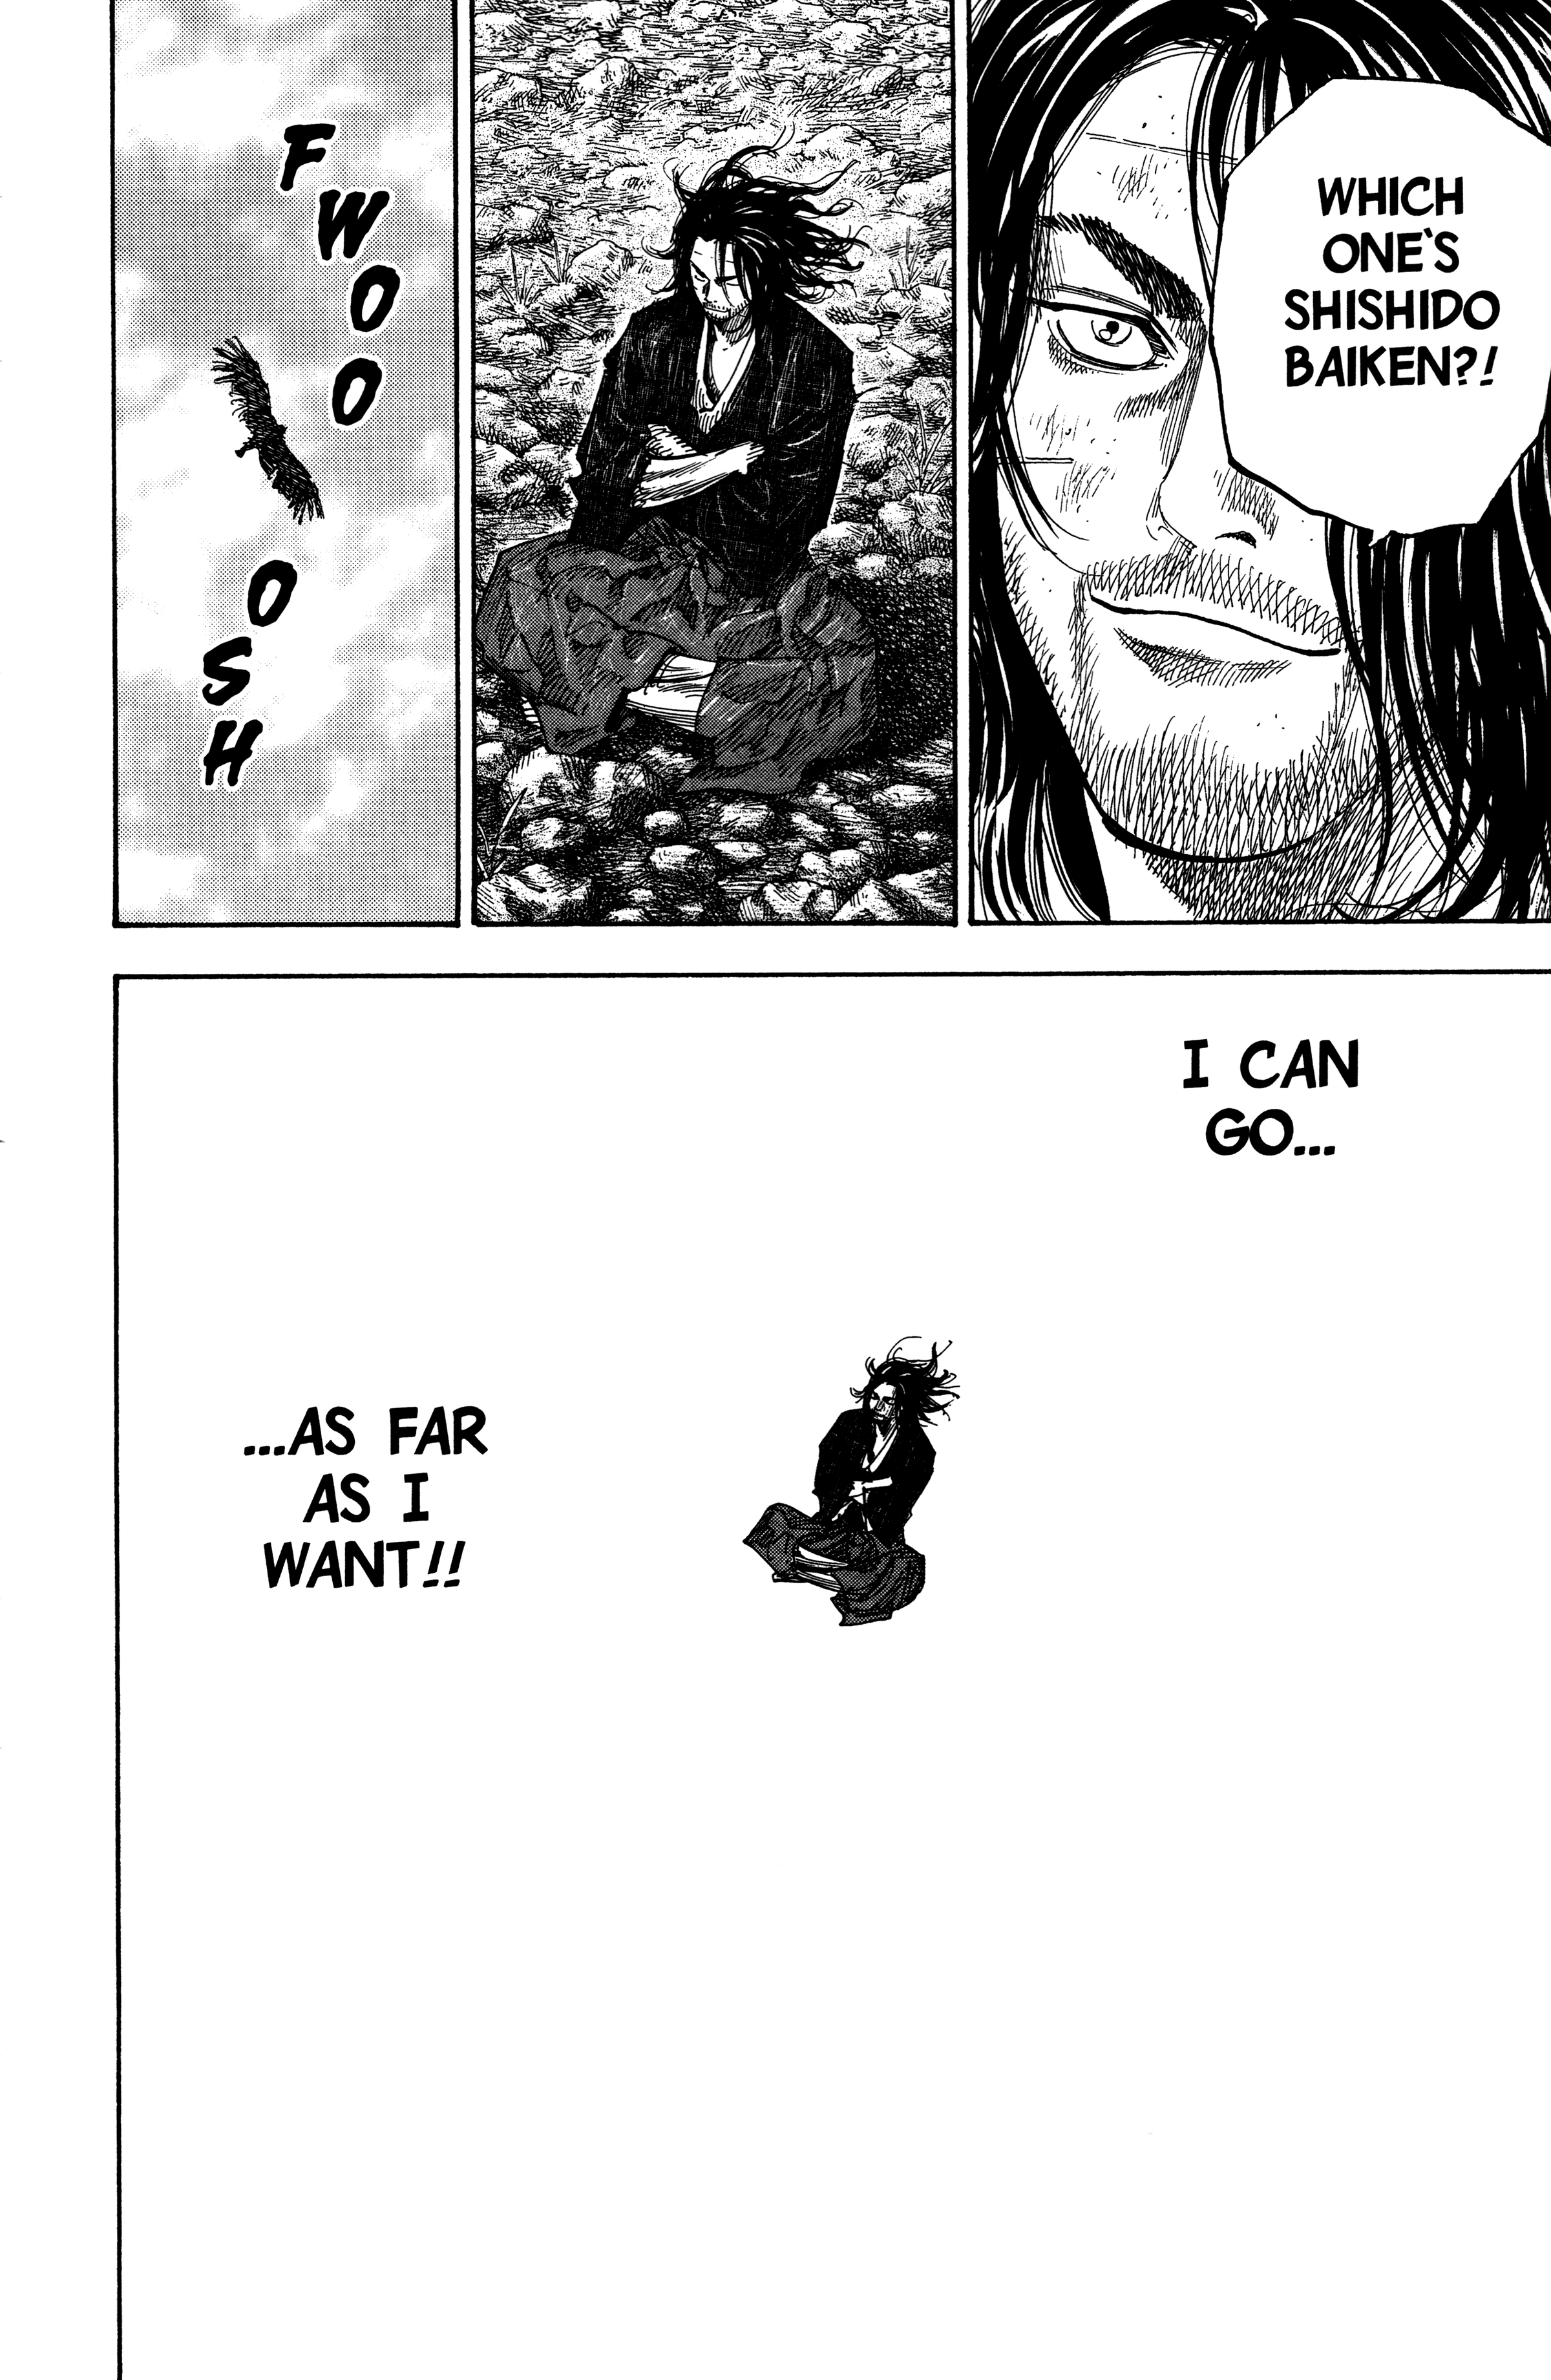 WHICH
ONE'S
SHISHIDO
BAIKEN?!
FWOOOSH
I CAN
GO...
...AS FAR
AS I
WANT!!